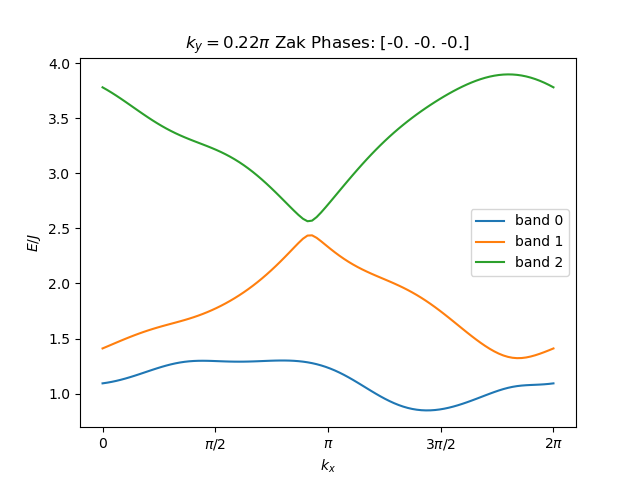 k_y = 0.22π Zak Phases: [-0. -0. -0.]
4.0
3.5
3.0
2.5
2.0
1.5
1.0
E/J
band 0
band 1
band 2
0 π/2 π 3π/2 2π
k_x